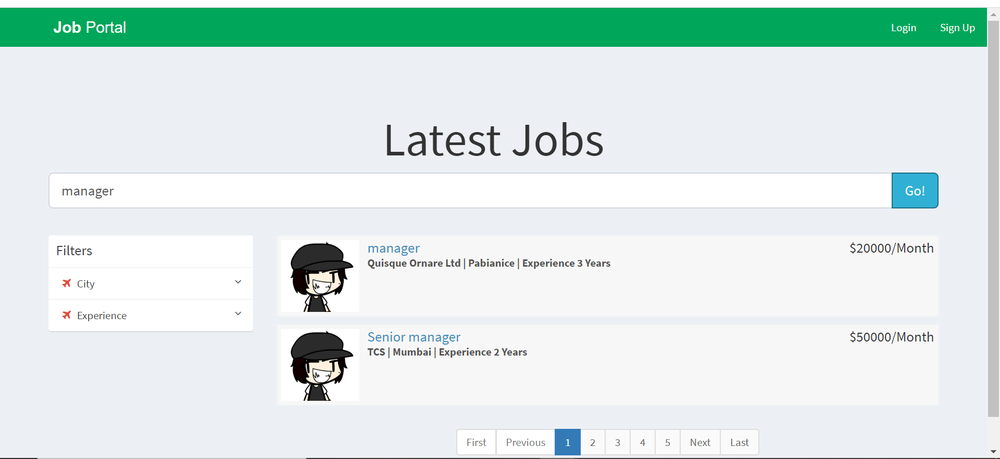 Job Portal
Login
Sign Up
Latest Jobs
manager
Go!
Filters
City
Experience
manager
$20000/Month
Quisque Ornare Ltd | Pabianice | Experience 3 Years
Senior manager
$50000/Month
TCS | Mumbai | Experience 2 Years
First Previous 1 2 3 4 5 Next Last